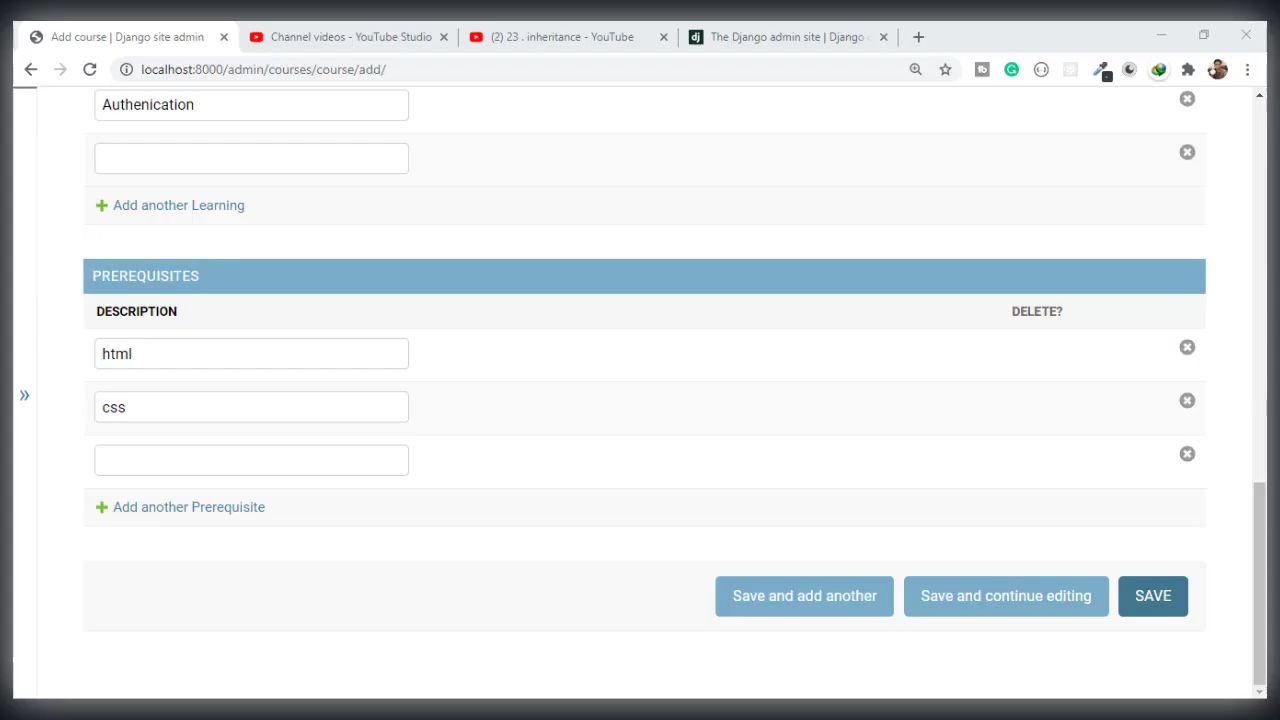 Add course | Django site admin
Channel videos - YouTube Studio
(2) 23 . inheritance - YouTube
dj
The Django admin site | Django
localhost:8000/admin/courses/course/add/
Authenication
Add another Learning
PREREQUISITES
DESCRIPTION
DELETE?
html
css
Add another Prerequisite
Save and add another
Save and continue editing
SAVE